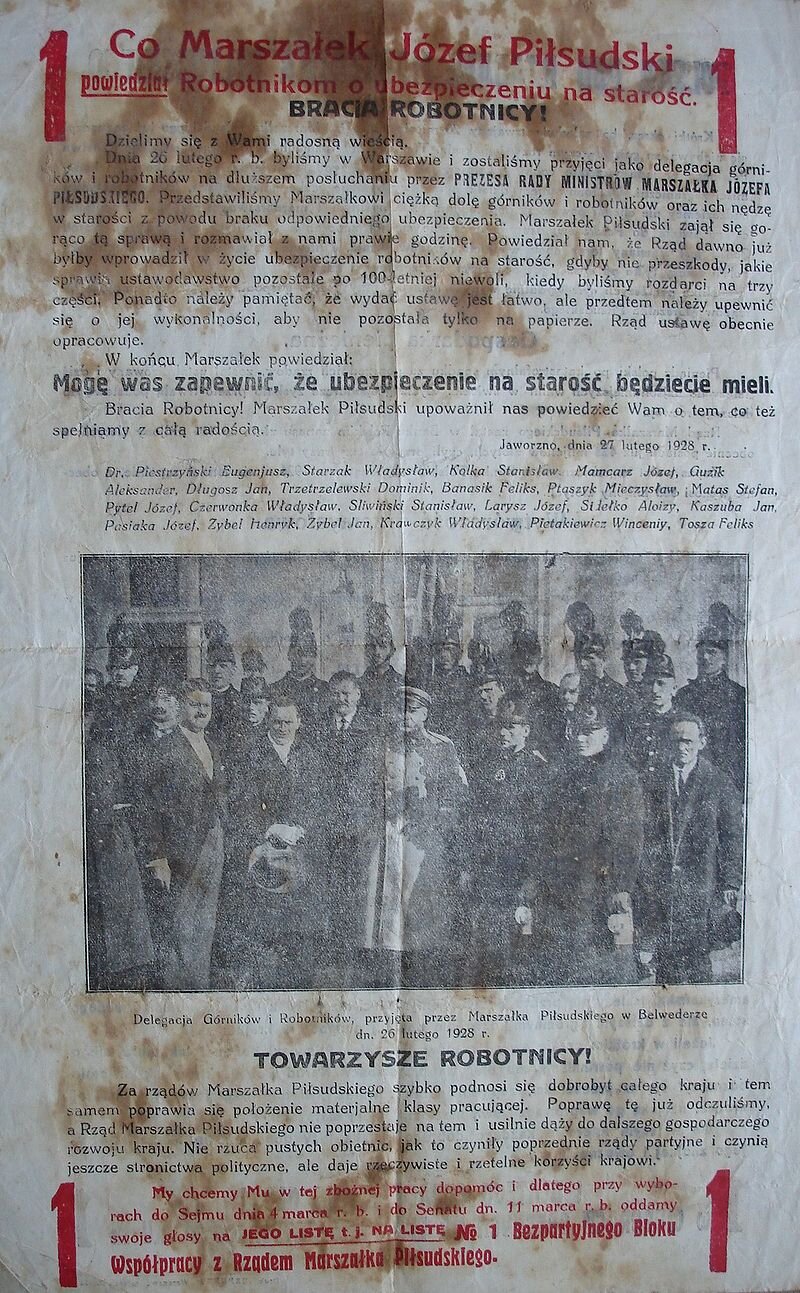 1 Co Marszałek Józef Piłsudski 1
powiedział Robotnikom o ubezpieczeniu na starość.
BRACIA ROBOTNICY!
Dzielimy się z Wami radosną wieścią.
Dnia 26 lutego r. b. byliśmy w Warszawie i zostaliśmy przyjęci jako delegacja górni-
ków i robotników na dłuższem posłuchaniu przez PREZESA RADY MINISTRÓW MARSZAŁKA JÓZEFA
PIŁSUDSKIEGO. Przedstawiliśmy Marszałkowi ciężką dolę górników i robotników oraz ich nędzę
w starości z powodu braku odpowiedniego ubezpieczenia. Marszałek Piłsudski zajął się go-
rąco tą sprawą i rozmawiał z nami prawie godzinę. Powiedział nam, że Rząd dawno już
byłby wprowadził w życie ubezpieczenie robotników na starość, gdyby nie przeszkody, jakie
sprawia ustawodawstwo pozostałe po 100-letniej niewoli, kiedy byliśmy rozdarci na trzy
części. Ponadto należy pamiętać, że wydać ustawę jest łatwo, ale przedtem należy upewnić
się o jej wykonalności, aby nie pozostała tylko na papierze. Rząd ustawę obecnie
opracowuje.
W końcu Marszałek powiedział:
Mogę was zapewnić, że ubezpieczenie na starość będziecie mieli.
Bracia Robotnicy! Marszałek Piłsudski upoważnił nas powiedzieć Wam o tem, co też
spełniamy z całą radością.
Jaworzno, dnia 27 lutego 1928 r.
Dr. Piestrzyński Eugenjusz, Starzak Władysław, Kalka Stanisław, Mamcarz Józef, Guzik
Aleksander, Długosz Jan, Trzetrzelewski Dominik, Banasik Feliks, Ptaszyk Mieczysław, Matąs Stefan,
Pytel Józef, Czerwonka Władysław, Sliwiński Stanisław, Larysz Józef, Aloizy, Kaszuba Jan,
Pasiaka Józef, Zybel Henryk, Zybel Jan, Krawczyk Władysław, Pietakiewicz Winceniy, Tosza Feliks
Delegacja Górników i Robotników, przyjęta przez Marszałka Piłsudskiego w Belwederze
dn. 26 lutego 1928 r.
TOWARZYSZE ROBOTNICY!
Za rządów Marszałka Piłsudskiego szybko podnosi się dobrobyt całego kraju i tem
samem poprawia się położenie materjalne klasy pracującej. Poprawę tę już odczuliśmy,
a Rząd Marszałka Piłsudskiego nie poprzestaje na tem i usilnie dąży do dalszego gospodarczego
rozwoju kraju. Nie rzuca pustych obietnic, jak to czyniły poprzednie rządy partyjne i czynią
jeszcze stronictwa polityczne, ale daje rzeczywiste i rzetelne korzyści krajowi.
1 My chcemy Mu w tej zbożnej pracy dopomóc i dlatego przy wybo- 1
rach do Sejmu dnia 4 marca r. b. i do Senatu dn. 11 marca r. b. oddamy
swoje głosy na JEGO LISTĘ t. j. NA LISTĘ № 1 Bezpartyjnego Bloku
Współpracy z Rządem Marszałka Piłsudskiego.